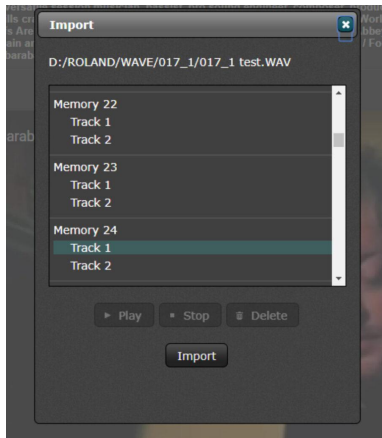 Import
D:/ROLAND/WAVE/017_1/017_1 test.WAV
Memory 22
Track 1
Track 2
Memory 23
Track 1
Track 2
Memory 24
Track 1
Track 2
Play
Stop
Delete
Import